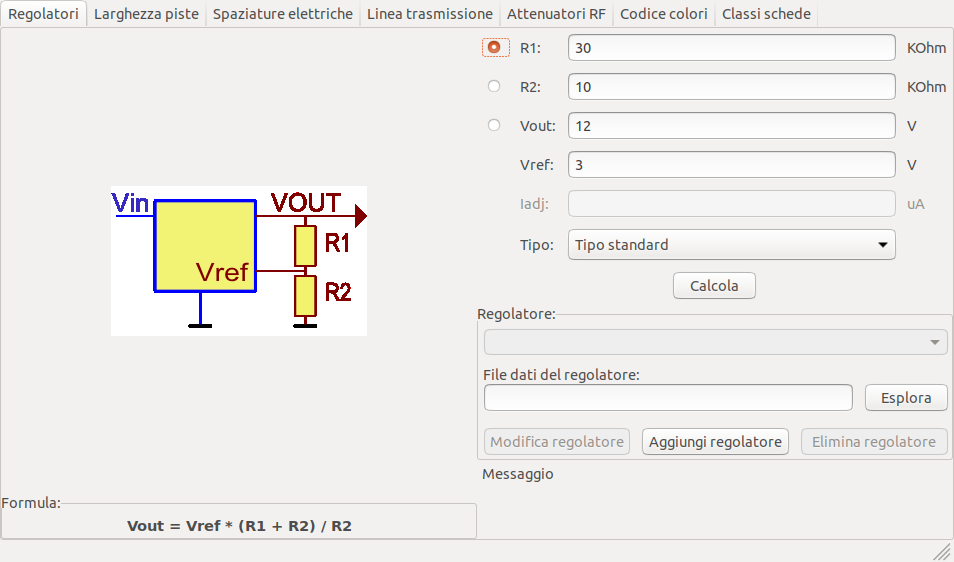 Regolatori Larghezza piste Spaziature elettriche Linea trasmissione Attenuatori RF Codice colori Classi schede
R1: 30 KOhm
R2: 10 KOhm
Vout: 12 V
Vref: 3 V
Iadj: uA
Tipo: Tipo standard
Calcola
Vin VOUT
R1
Vref
R2
Regolatore:
File dati del regolatore:
Esplora
Modifica regolatore Aggiungi regolatore Elimina regolatore
Messaggio
Formula:
Vout = Vref * (R1 + R2) / R2